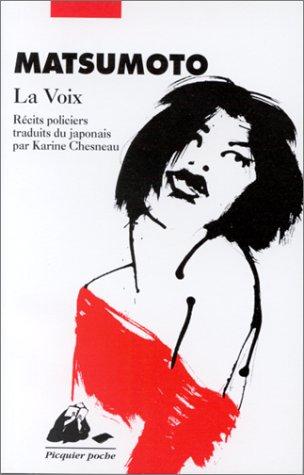 MATSUMOTO
La Voix
Récits policiers
traduits du japonais
par Karine Chesneau
Picquier poche